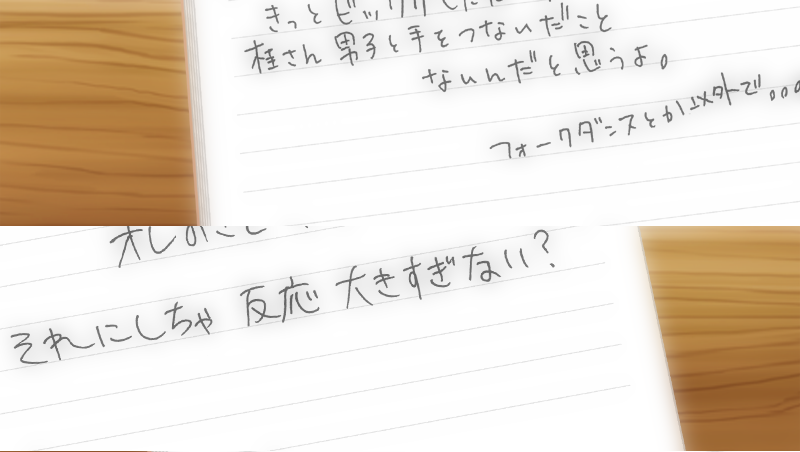 きっとビックリした
桂さん 男子と手をつないだこと
ないんだと思うよ。
フォークダンスとか以外で。。。
オレのことし
それにしちゃ 反応 大きすぎない?